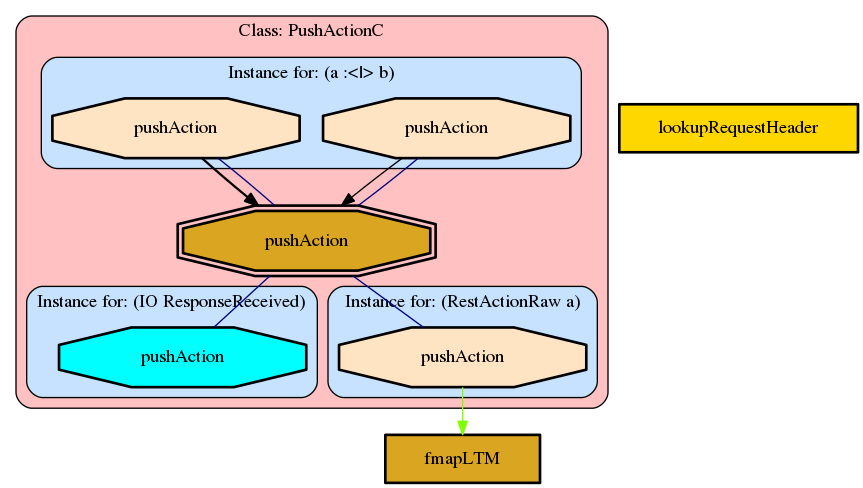 Class: PushActionC
Instance for: (a :<|> b)
pushAction
pushAction
lookupRequestHeader
pushAction
Instance for: (IO ResponseReceived)
Instance for: (RestActionRaw a)
pushAction
pushAction
fmapLTM